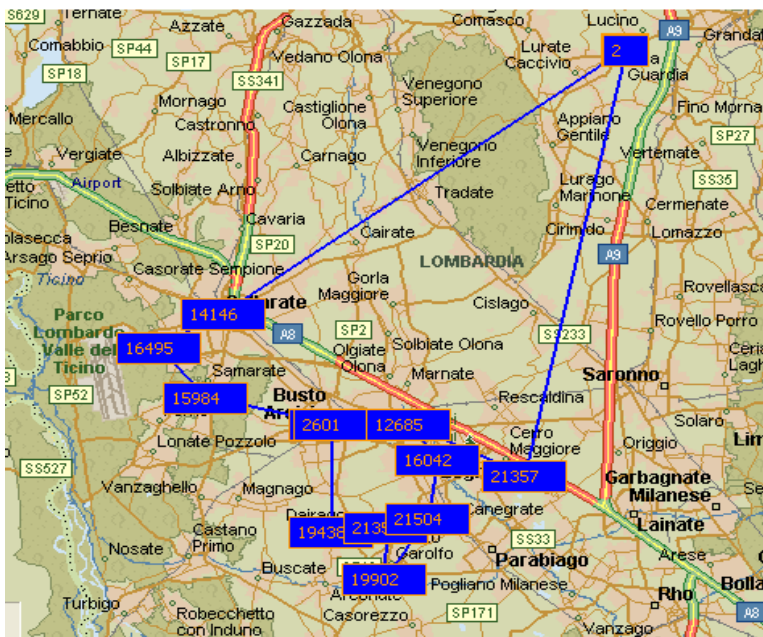 S629
Ternate
Azzate
Gazzada
Comasco
Lucino
A9
Grandat
Comabbio
SP44
SP17
Vedano Olona
Lurate
Caccivio
2
Guardia
SP18
SS341
Venegono
Superiore
Mornago
Castiglione
Olona
Fino Morna
Mercallo
Castronno
Appiano
Gentile
SP27
Vergiate
Albizzate
Carnago
Venegono
Inferiore
Vertemate
Airport
Solbiate Arno
Tradate
Lurago
Marinone
SS35
Ticino
Cavaria
Cermenate
Besnate
SP20
Cairate
Cirimido
Lomazzo
Arsago Seprio
Casorate Sempione
LOMBARDIA
A9
Ticino
Gorla
Maggiore
Rovellasca
Parco
Lombardo
Valle del
Ticino
14146
Cislago
Rovello Porro
A8
SP2
SS233
16495
Olgiate
Olona
Solbiate Olona
Samarate
Marnate
Saronno
SP52
15984
Busto
Rescaldina
Lonate Pozzolo
2601
12685
Cerro
Maggiore
Solaro
Origgio
SS527
16042
21357
Vanzaghello
Magnago
Garbagnate
Milanese
Dairago
19438
21504
Canegrate
Lainate
Castano
Primo
SS33
Nosate
Garolfo
Parabiago
Arese
Buscate
19902
Pogliano Milanese
Turbigo
Rho
A8
Robecchetto
con Induno
Casorezzo
SP171
Vanzago